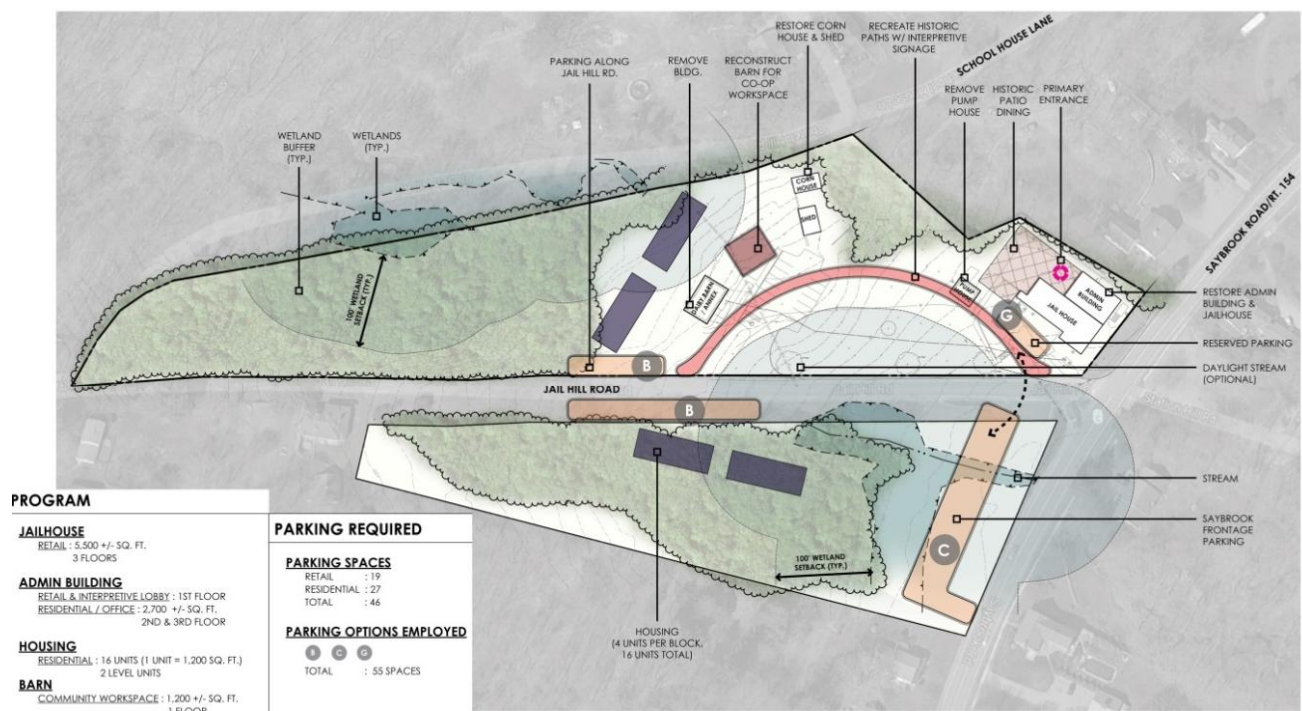 RESTORE CORN
HOUSE & SHED
RECREATE HISTORIC
PATHS W/ INTERPRETIVE
SIGNAGE
SCHOOL HOUSE LANE
PARKING ALONG
JAIL HILL RD.
REMOVE
BLDG.
RECONSTRUCT
BARN FOR
CO-OP
WORKSPACE
REMOVE
PUMP
HOUSE
HISTORIC
PATIO
DINING
PRIMARY
ENTRANCE
WETLAND
BUFFER
(TYP.)
WETLANDS
(TYP.)
SAYBROOK ROAD/RT. 154
CORN
HOUSE
SHED
100' WETLAND
SETBACK (TYP.)
DAIRY BARN
/ ANNEX
PUMP
HOUSE
ADMIN
BUILDING
JAIL HOUSE
G
RESTORE ADMIN
BUILDING &
JAILHOUSE
RESERVED PARKING
B
DAYLIGHT STREAM
(OPTIONAL)
JAIL HILL ROAD
B
STREAM
SAYBROOK
FRONTAGE
PARKING
C
100' WETLAND
SETBACK (TYP.)
HOUSING
(4 UNITS PER BLOCK,
16 UNITS TOTAL)
PROGRAM
JAILHOUSE
RETAIL : 5,500 +/- SQ. FT.
3 FLOORS
ADMIN BUILDING
RETAIL & INTERPRETIVE LOBBY : 1ST FLOOR
RESIDENTIAL / OFFICE : 2,700 +/- SQ. FT.
2ND & 3RD FLOOR
HOUSING
RESIDENTIAL : 16 UNITS (1 UNIT = 1,200 SQ. FT.)
2 LEVEL UNITS
BARN
COMMUNITY WORKSPACE : 1,200 +/- SQ. FT.
1 FLOOR
PARKING REQUIRED
PARKING SPACES
RETAIL : 19
RESIDENTIAL : 27
TOTAL : 46
PARKING OPTIONS EMPLOYED
B C G
TOTAL : 55 SPACES